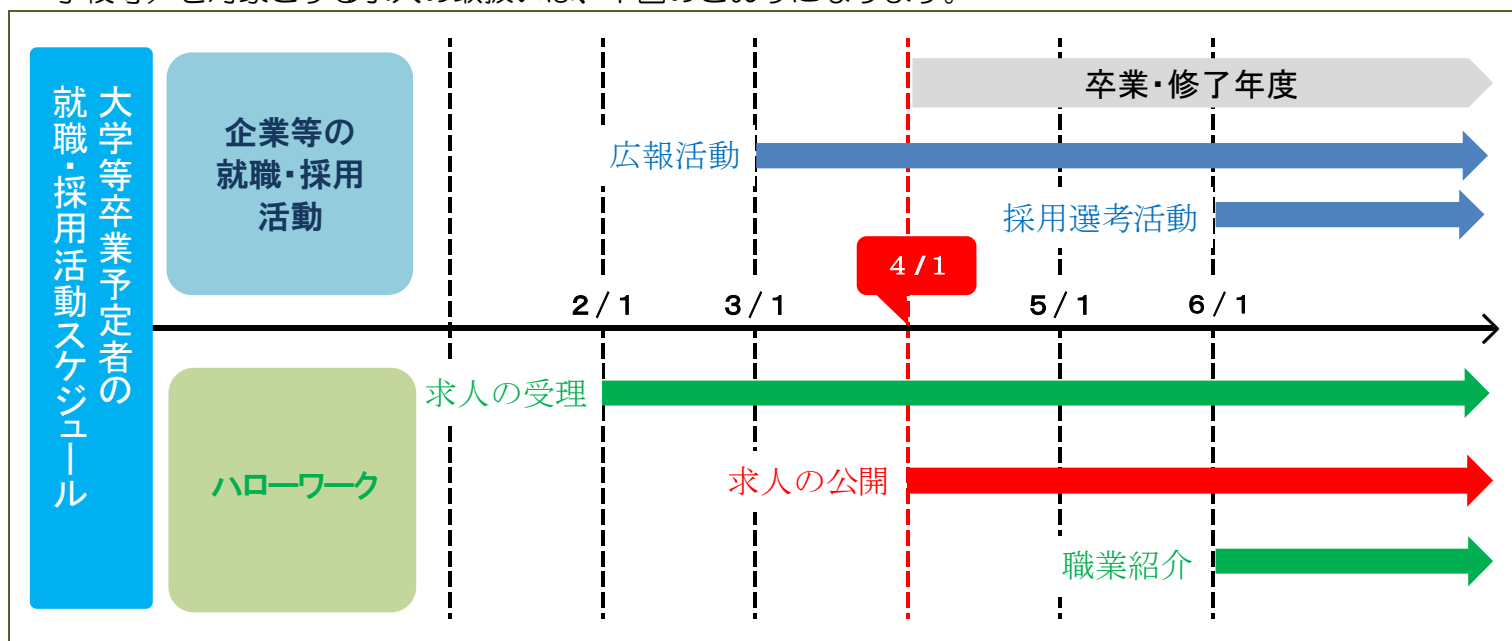 大学等卒業予定者の
就職・採用活動スケジュール
企業等の
就職・採用
活動
卒業・修了年度
広報活動
採用選考活動
４/１
２/１
３/１
５/１
６/１
求人の受理
ハローワーク
求人の公開
職業紹介